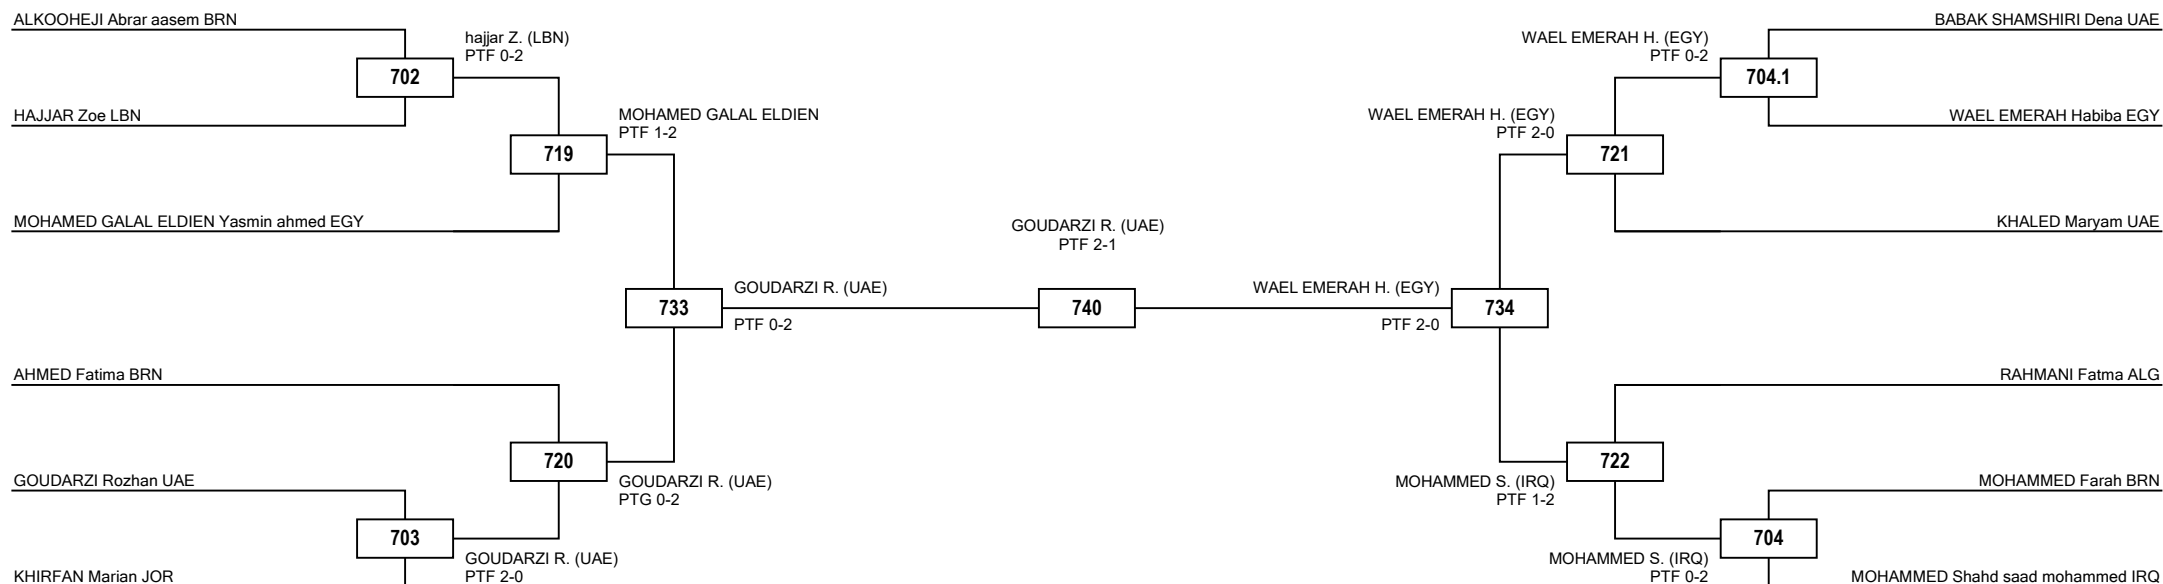 ALKOOHEJI Abrar aasem BRN
hajjar Z. (LBN)
PTF 0-2
702
HAJJAR Zoe LBN
MOHAMED GALAL ELDIEN
PTF 1-2
719
MOHAMED GALAL ELDIEN Yasmin ahmed EGY
GOUDARZI R. (UAE)
PTF 0-2
733
AHMED Fatima BRN
720
GOUDARZI R. (UAE)
PTG 0-2
GOUDARZI Rozhan UAE
703
GOUDARZI R. (UAE)
PTF 2-0
KHIRFAN Marian JOR
GOUDARZI R. (UAE)
PTF 2-1
740
BABAK SHAMSHIRI Dena UAE
WAEL EMERAH H. (EGY)
PTF 0-2
704.1
WAEL EMERAH Habiba EGY
WAEL EMERAH H. (EGY)
PTF 2-0
721
KHALED Maryam UAE
WAEL EMERAH H. (EGY)
PTF 2-0
734
RAHMANI Fatma ALG
722
MOHAMMED S. (IRQ)
PTF 1-2
MOHAMMED Farah BRN
704
MOHAMMED S. (IRQ)
PTF 0-2
MOHAMMED Shahd saad mohammed IRQ